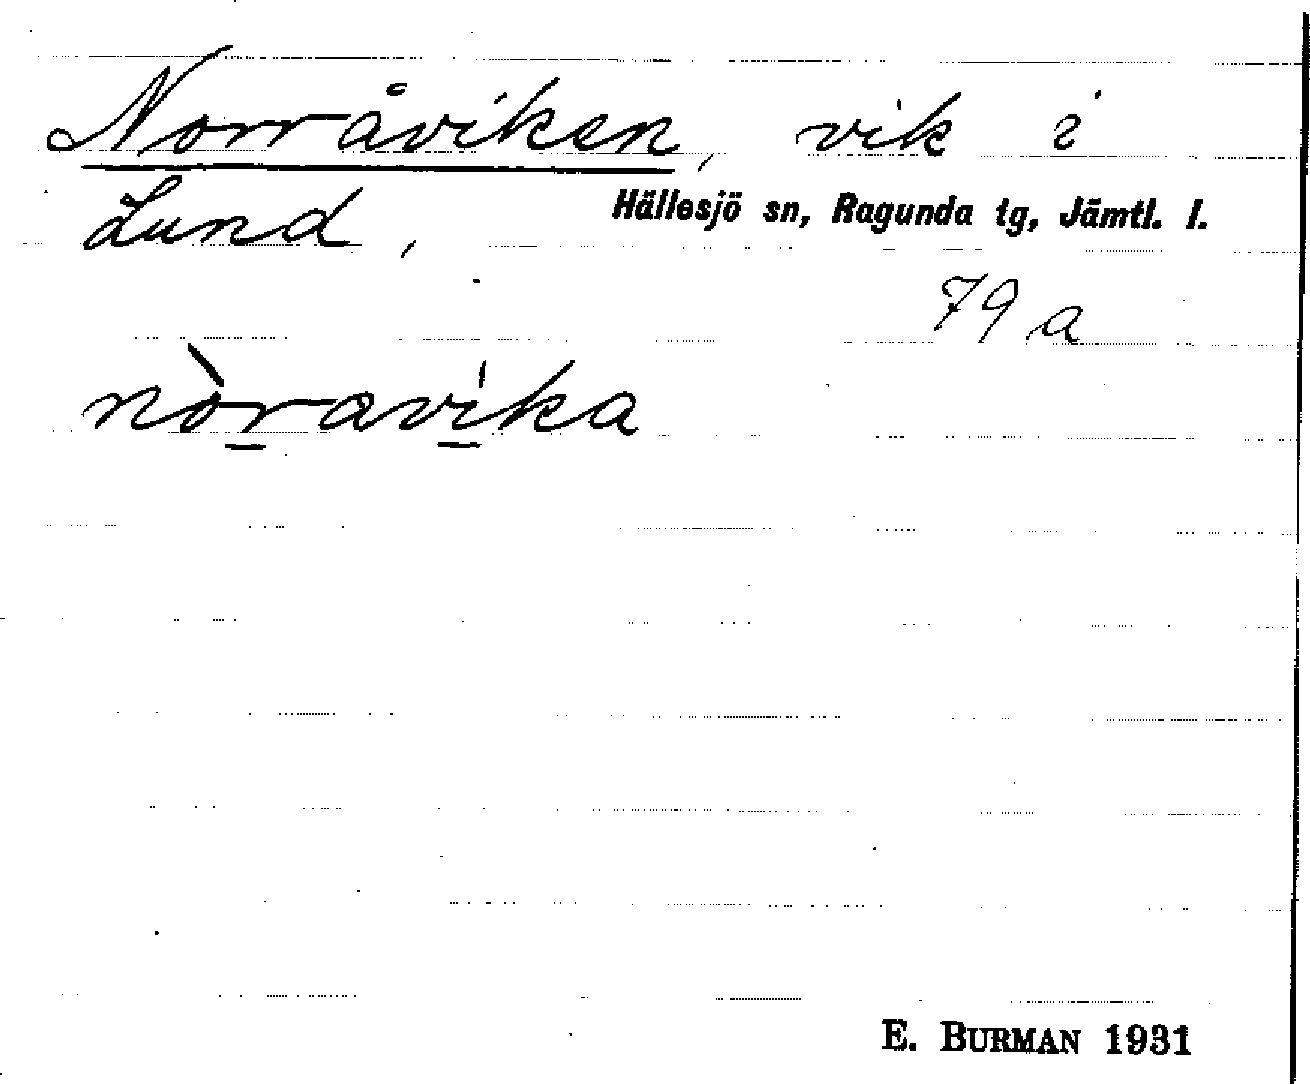 Norråviken, vik i
Lund,
Hällesjö sn, Ragunda tg, Jämtl. l.
79 a
nòravika
E. BURMAN 1931